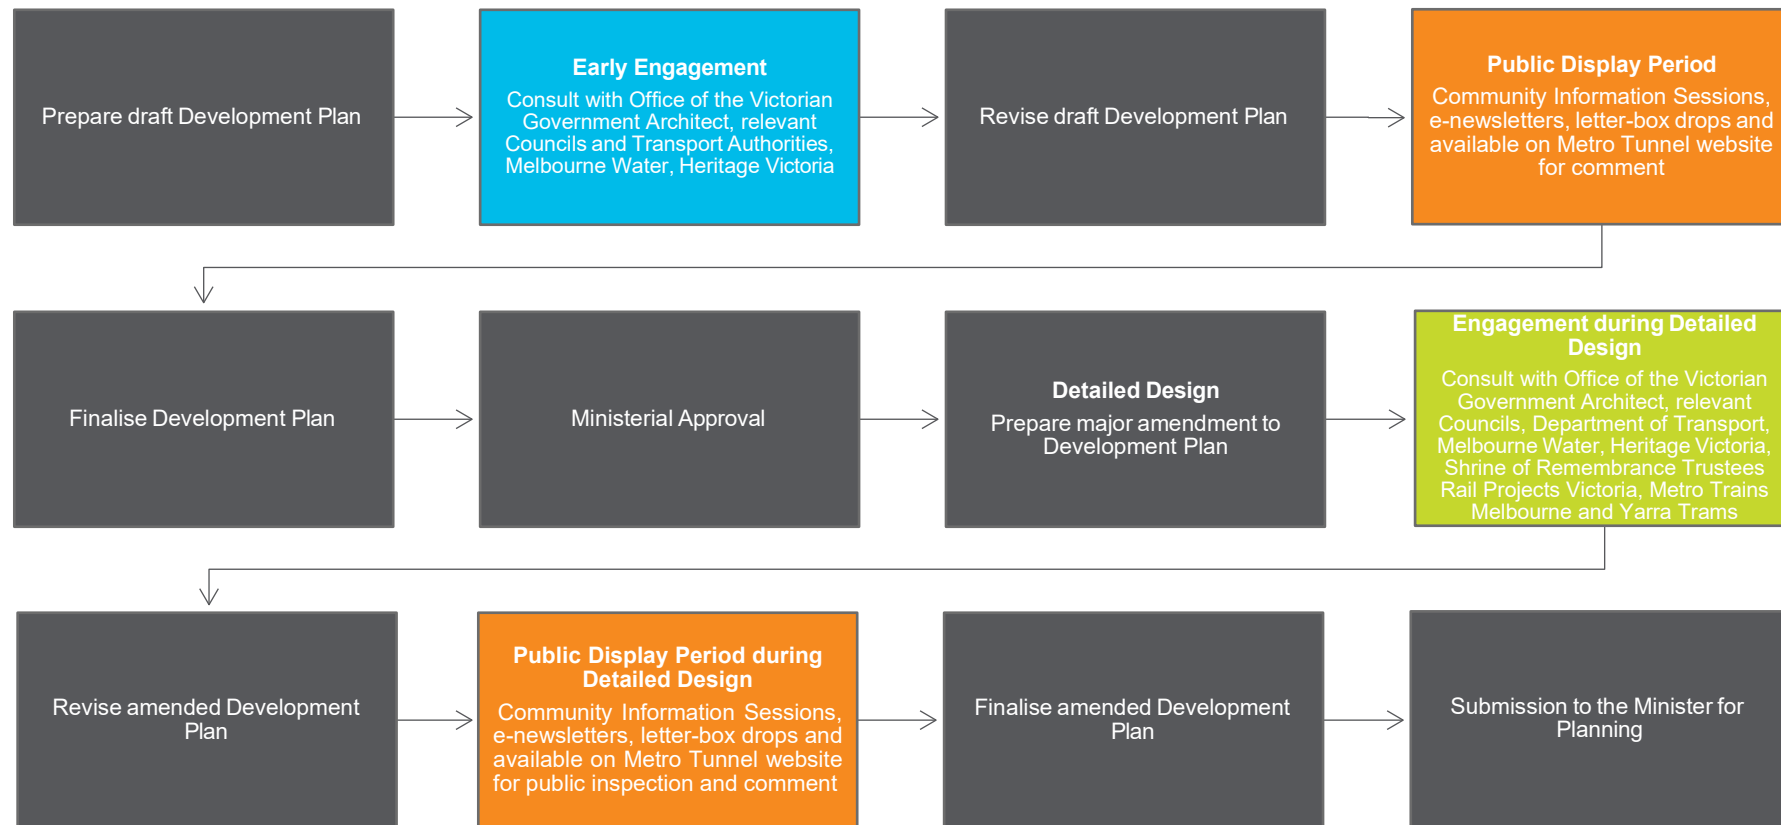 Prepare draft Development Plan
Early Engagement
Consult with Office of the Victorian
Government Architect, relevant
Councils and Transport Authorities,
Melbourne Water, Heritage Victoria
Revise draft Development Plan
Public Display Period
Community Information Sessions,
e-newsletters, letter-box drops and
available on Metro Tunnel website
for comment
Finalise Development Plan
Ministerial Approval
Detailed Design
Prepare major amendment to
Development Plan
Engagement during Detailed
Design
Consult with Office of the Victorian
Government Architect, relevant
Councils, Department of Transport,
Melbourne Water, Heritage Victoria,
Shrine of Remembrance Trustees
Rail Projects Victoria, Metro Trains
Melbourne and Yarra Trams
Revise amended Development
Plan
Public Display Period during
Detailed Design
Community Information Sessions,
e-newsletters, letter-box drops and
available on Metro Tunnel website
for public inspection and comment
Finalise amended Development
Plan
Submission to the Minister for
Planning